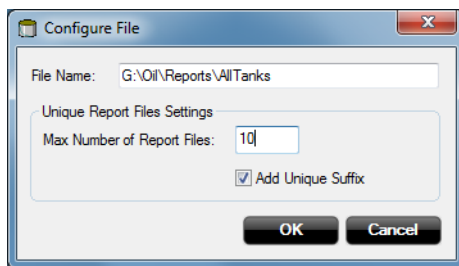 Configure File
File Name: G:\Oil\Reports\AllTanks
Unique Report Files Settings
Max Number of Report Files: 10
Add Unique Suffix
OK Cancel